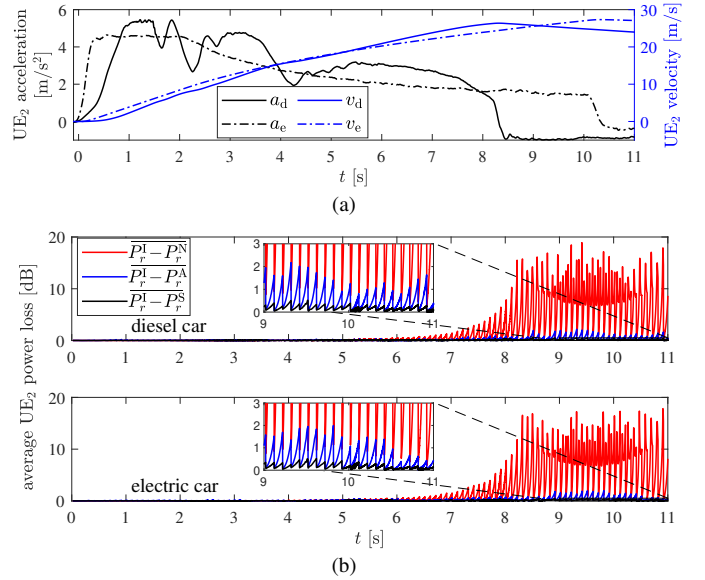 6 30
4 20
2 10
0 0
UE₂ acceleration
[m/s²]
UE₂ velocity [m/s]
a_d v_d
a_e v_e
0 1 2 3 4 5 6 7 8 9 10 11
t [s]
(a)
average UE₂ power loss [dB]
20
10
0
\overline{P_r^I−P_r^N}
\overline{P_r^I−P_r^A}
\overline{P_r^I−P_r^S}
3
2
1
0
9 10 11
diesel car
0 1 2 3 4 5 6 7 8 9 10 11
20
10
0
3
2
1
0
9 10 11
electric car
0 1 2 3 4 5 6 7 8 9 10 11
t [s]
(b)